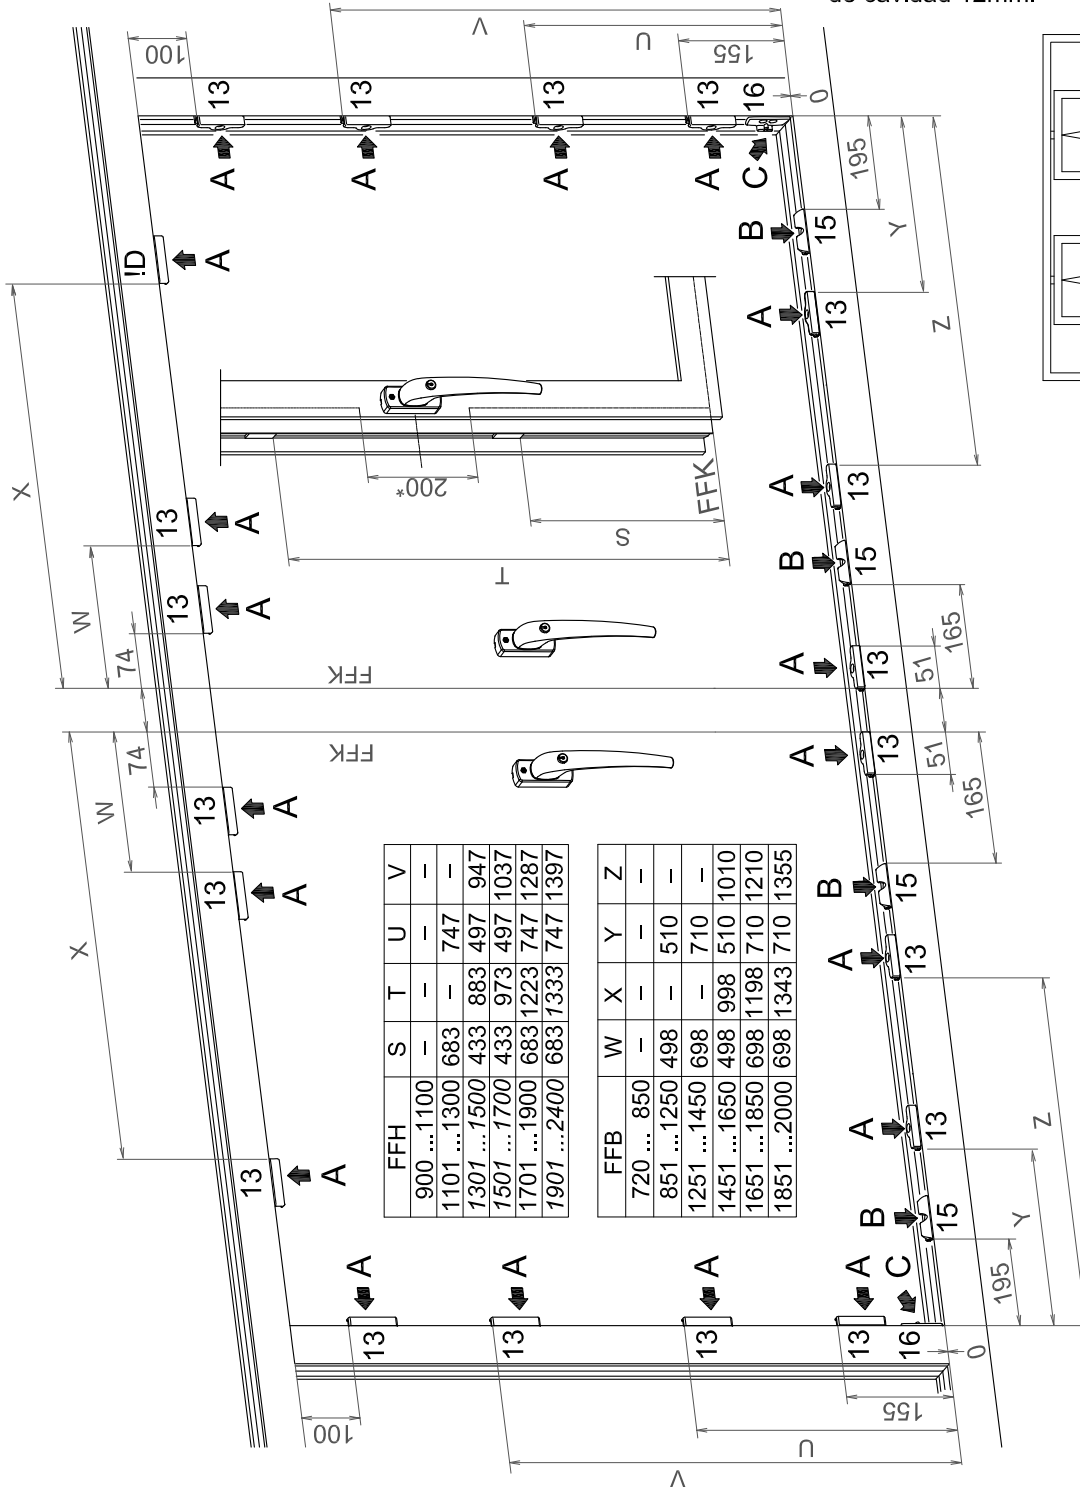 de cavidad 12mm.
100
13
13
13
13
16
A
A
A
A
C
V
U
155
0
195
Y
Z
B
15
A
13
A
13
B
15
A
13
51
165
!D
A
X
13
A
W
13
A
74
FFK
FFK
74
W
X
13
A
13
A
13
A
200*
S
T
FFK
A
13
51
165
B
15
A
13
A
13
B
15
C
16
195
Y
Z
FFH S T U V
900 ...1100 – – – –
1101 ...1300 683 – 747 –
1301 ...1500 433 883 497 947
1501 ...1700 433 973 497 1037
1701 ...1900 683 1223 747 1287
1901 ...2400 683 1333 747 1397
FFB W X Y Z
720 ... 850 – – – –
851 ...1250 498 – 510 –
1251 ...1450 698 – 710 –
1451 ...1650 498 998 510 1010
1651 ...1850 698 1198 710 1210
1851 ...2000 698 1343 710 1355
A
13
A
13
A
13
A
13
100
V
U
155
0